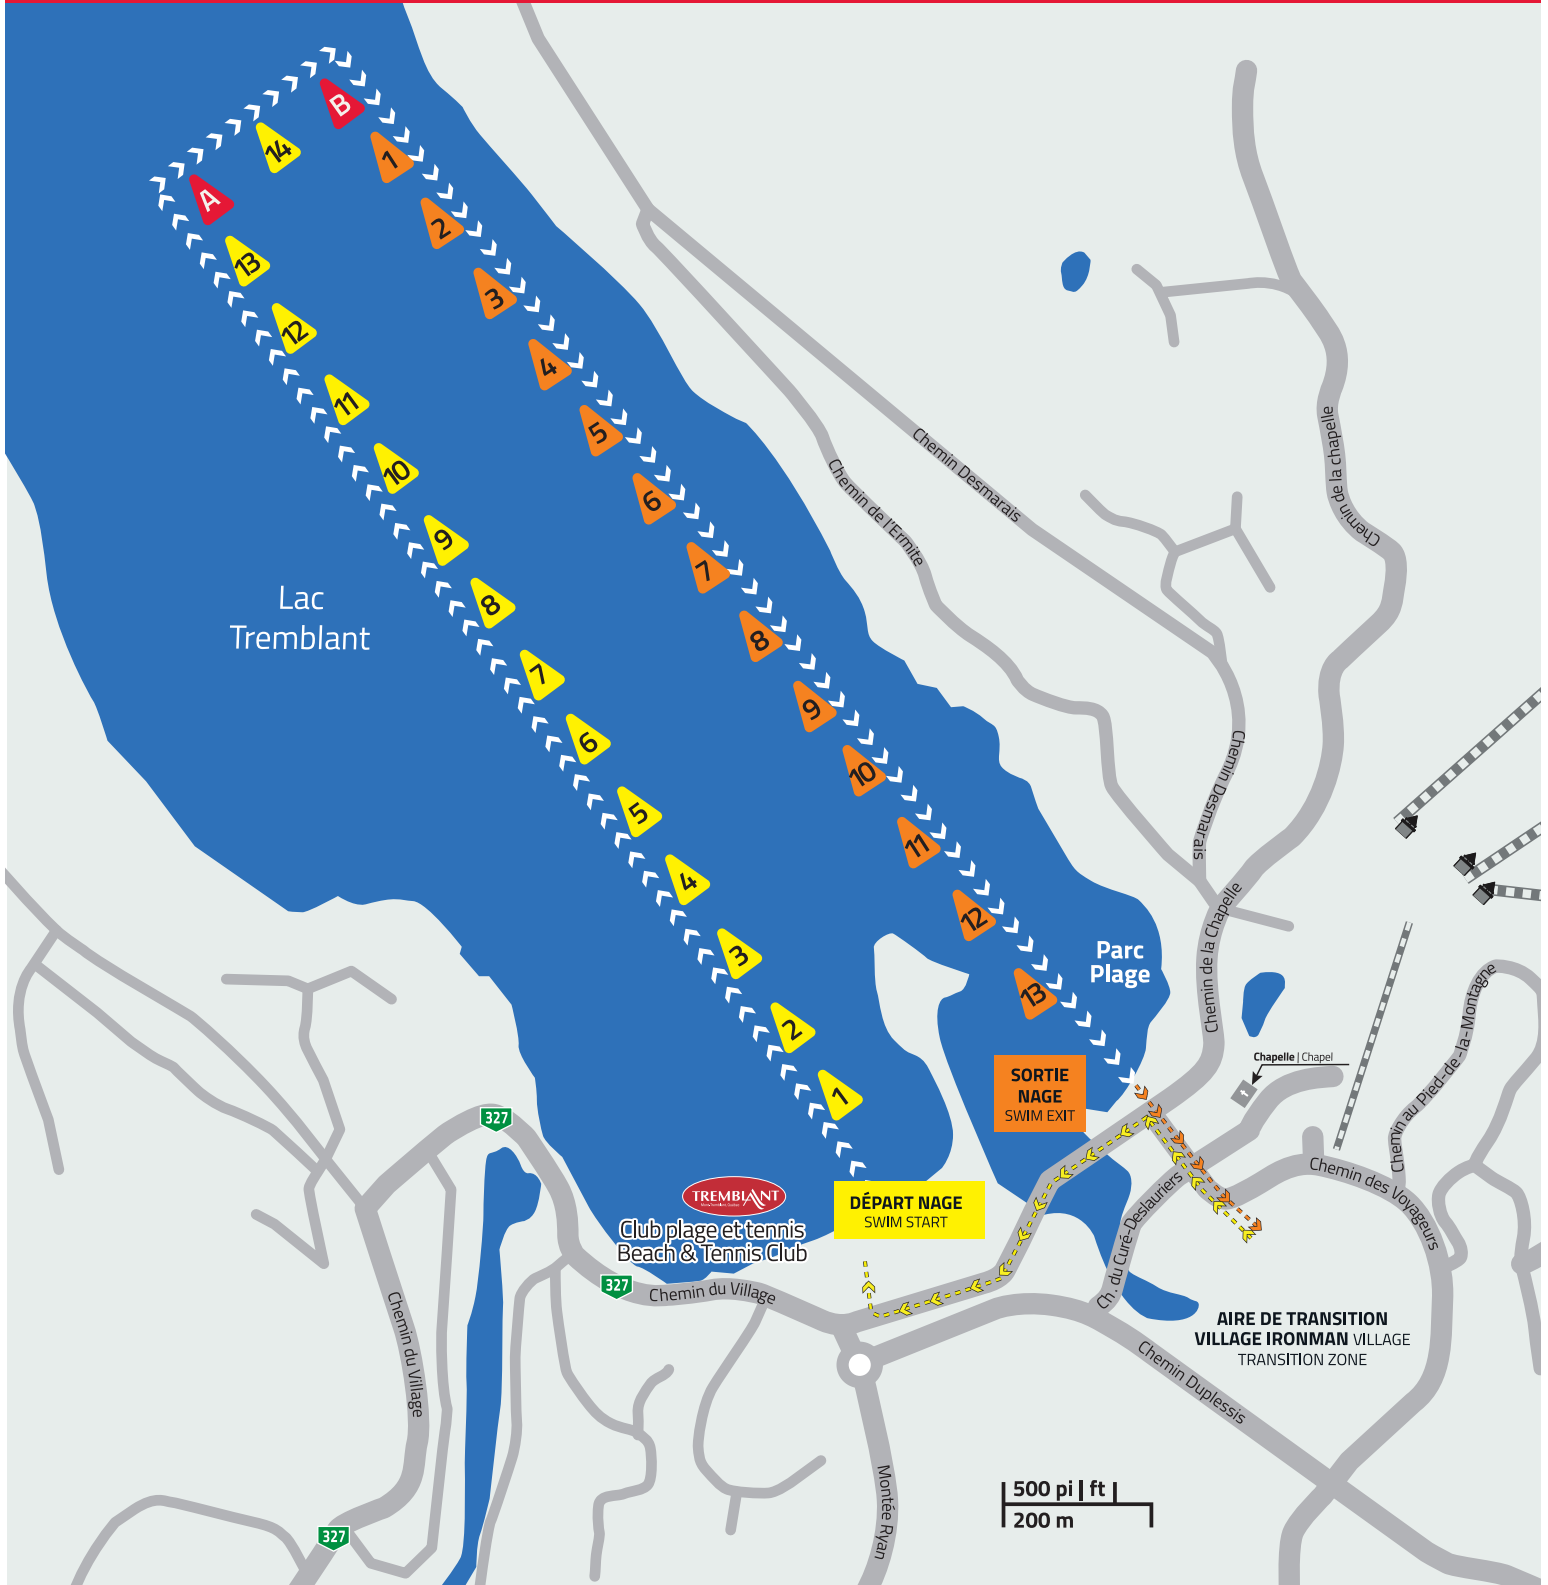 B
14
1
A
2
13
3
12
4
11
5
10
6
9
7
8
8
7
9
6
10
5
11
4
12
3
13
2
1
Lac
Tremblant
Chemin Desmarais
Chemin de l'Ermite
Chemin de la chapelle
Chemin
Chemin Desmarais
Chemin de la Chapelle
Parc
Plage
Chapelle | Chapel
Chemin au Pied-de-la-Montagne
SORTIE
NAGE
SWIM EXIT
327
TREMBLANT
Club plage et tennis
Beach & Tennis Club
DÉPART NAGE
SWIM START
Chemin des Voyageurs
Ch. du Curé-Deslauriers
327
Chemin du Village
Chemin du Village
AIRE DE TRANSITION
VILLAGE IRONMAN VILLAGE
TRANSITION ZONE
Chemin Duplessis
Montée Ryan
500 pi | ft
200 m
327